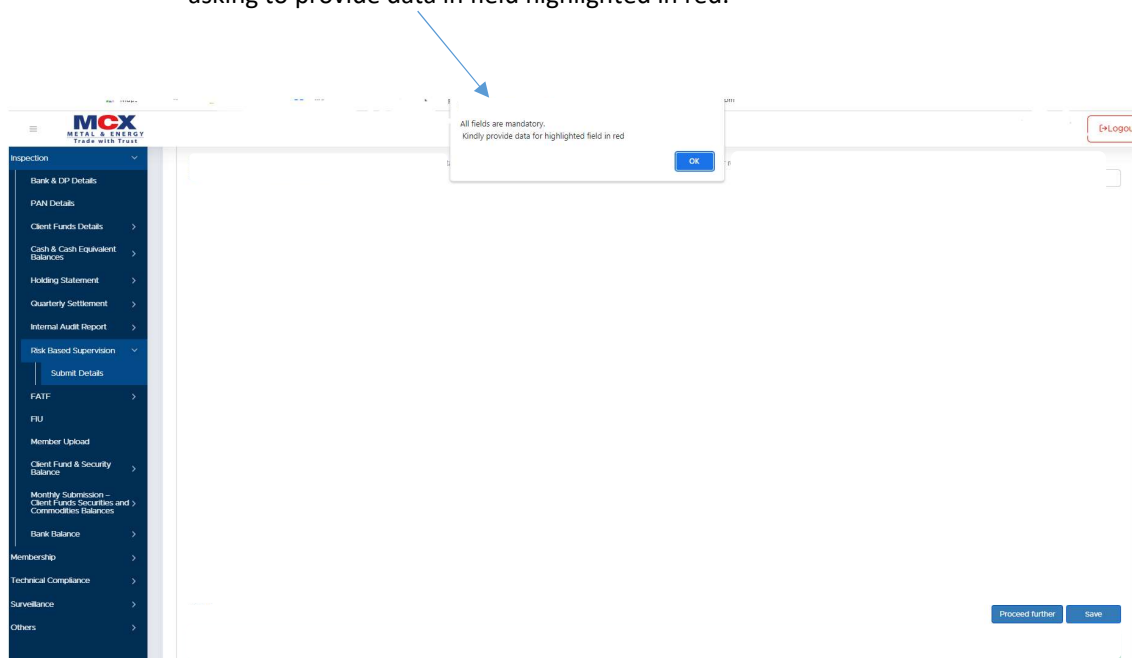 asking to provide data in field highlighted in red.
MCX
METAL & ENERGY
Trade with Trust
All fields are mandatory.
Kindly provide data for highlighted field in red
OK
Logou
Inspection
Bank & DP Details
PAN Details
Client Funds Details
Cash & Cash Equivalent
Balances
Holding Statement
Quarterly Settlement
Internal Audit Report
Risk Based Supervision
Submit Details
FATF
FIU
Member Upload
Client Fund & Security
Balance
Monthly Submission –
Client Funds Securities and
Commodities Balances
Bank Balance
Membership
Technical Compliance
Surveillance
Others
Proceed further
Save